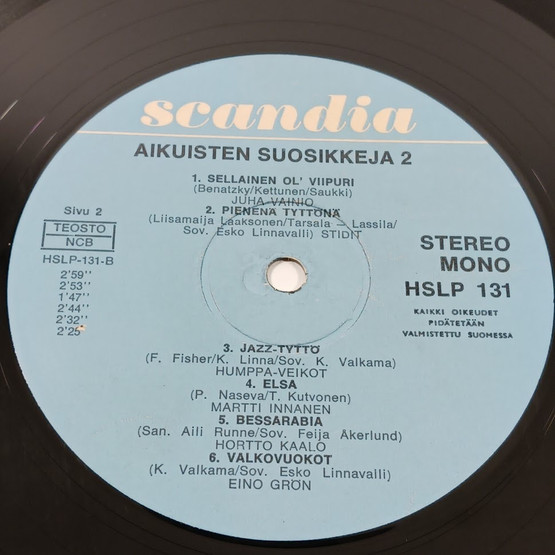 scandia
AIKUISTEN SUOSIKKEJA 2
1. SELLAINEN OL' VIIPURI
(Benatzky/Kettunen/Saukki)
JUHA VAINIO
2. PIENENÄ TYTTÖNÄ
(Liisamaija Laaksonen/Tarsala – Lassila/
Sov. Esko Linnavalli) STIDIT
Sivu 2
TEOSTO
NCB
HSLP-131-B
2'59''
2'53''
1'47''
2'44''
2'32''
2'25''
STEREO
MONO
HSLP 131
KAIKKI OIKEUDET
PIDÄTETÄÄN
VALMISTETTU SUOMESSA
3. JAZZ-TYTTÖ
(F. Fisher/K. Linna/Sov. K. Valkama)
HUMPPA-VEIKOT
4. ELSA
(P. Naseva/T. Kutvonen)
MARTTI INNANEN
5. BESSARABIA
(San. Aili Runne/Sov. Feija Åkerlund)
HORTTO KAALO
6. VALKOVUOKOT
(K. Valkama/Sov. Esko Linnavalli)
EINO GRÖN